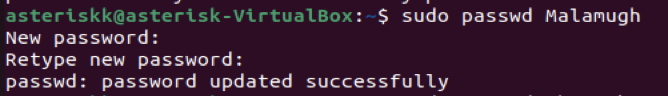 asteriskk@asterisk-VirtualBox:~$ sudo passwd Malamugh
New password:
Retype new password:
passwd: password updated successfully